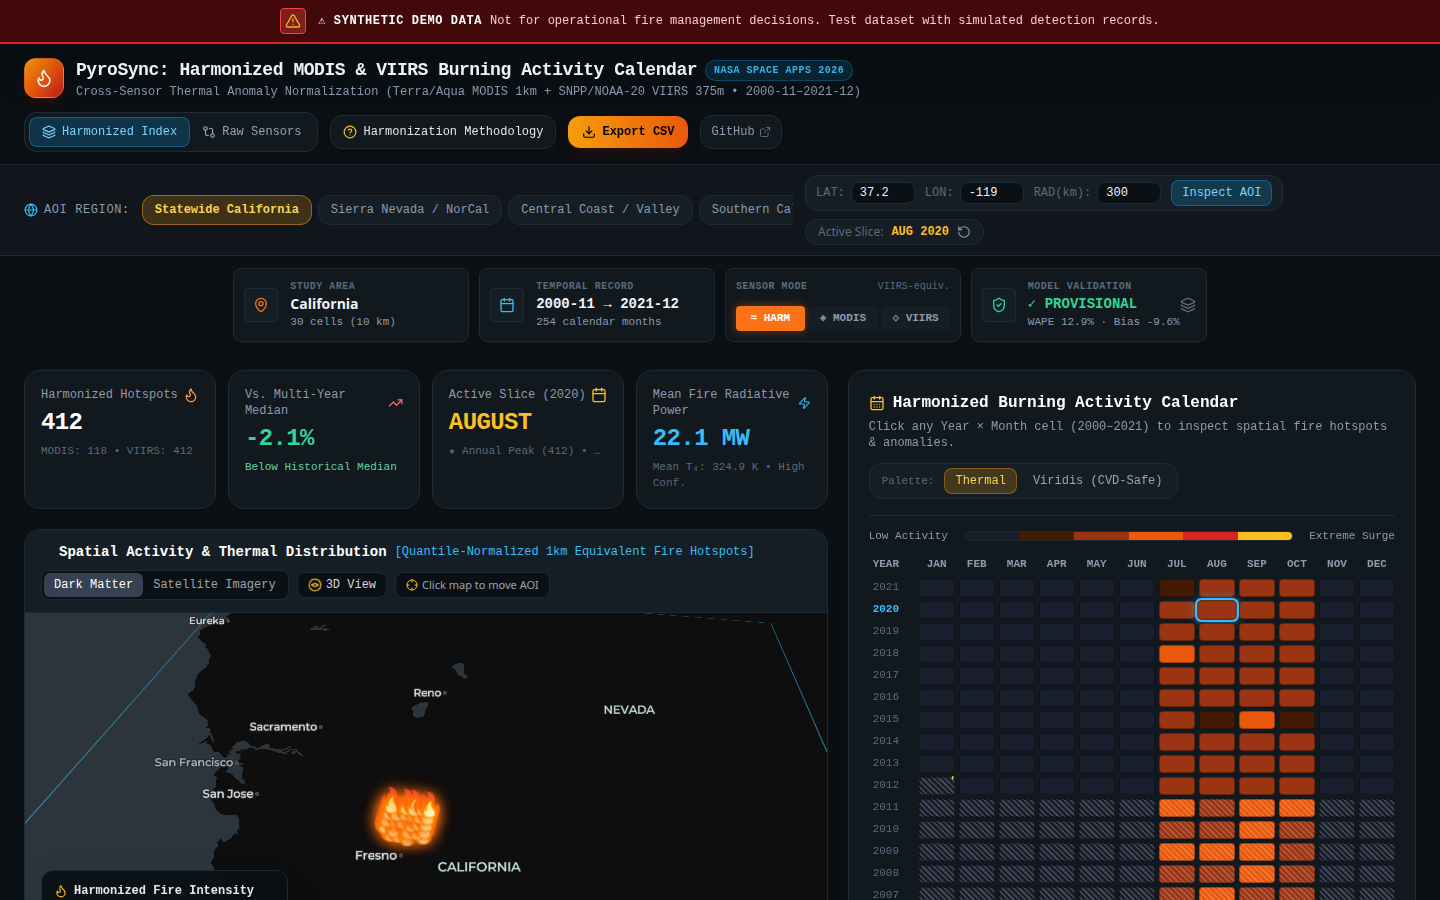 ⚠ SYNTHETIC DEMO DATA Not for operational fire management decisions. Test dataset with simulated detection records.
PyroSync: Harmonized MODIS & VIIRS Burning Activity Calendar NASA SPACE APPS 2026
Cross-Sensor Thermal Anomaly Normalization (Terra/Aqua MODIS 1km + SNPP/NOAA-20 VIIRS 375m • 2000-11–2021-12)
Harmonized Index Raw Sensors Harmonization Methodology Export CSV GitHub
AOI REGION: Statewide California Sierra Nevada / NorCal Central Coast / Valley Southern Ca
LAT: 37.2 LON: -119 RAD(km): 300 Inspect AOI
Active Slice: AUG 2020
STUDY AREA
California
30 cells (10 km)
TEMPORAL RECORD
2000-11 → 2021-12
254 calendar months
SENSOR MODE VIIRS-equiv.
≈ HARM ◈ MODIS ◇ VIIRS
MODEL VALIDATION
✓ PROVISIONAL
WAPE 12.9% · Bias -9.6%
Harmonized Hotspots
412
MODIS: 118 • VIIRS: 412
Vs. Multi-Year
Median
-2.1%
Below Historical Median
Active Slice (2020)
AUGUST
★ Annual Peak (412) • …
Mean Fire Radiative
Power
22.1 MW
Mean T₄: 324.9 K • High
Conf.
Spatial Activity & Thermal Distribution [Quantile-Normalized 1km Equivalent Fire Hotspots]
Dark Matter Satellite Imagery 3D View Click map to move AOI
Eureka
Reno
NEVADA
Sacramento
San Francisco
San Jose
Fresno
CALIFORNIA
Harmonized Fire Intensity
Harmonized Burning Activity Calendar
Click any Year × Month cell (2000–2021) to inspect spatial fire hotspots
& anomalies.
Palette: Thermal Viridis (CVD-Safe)
Low Activity Extreme Surge
YEAR JAN FEB MAR APR MAY JUN JUL AUG SEP OCT NOV DEC
2021
2020
2019
2018
2017
2016
2015
2014
2013
2012
2011
2010
2009
2008
2007